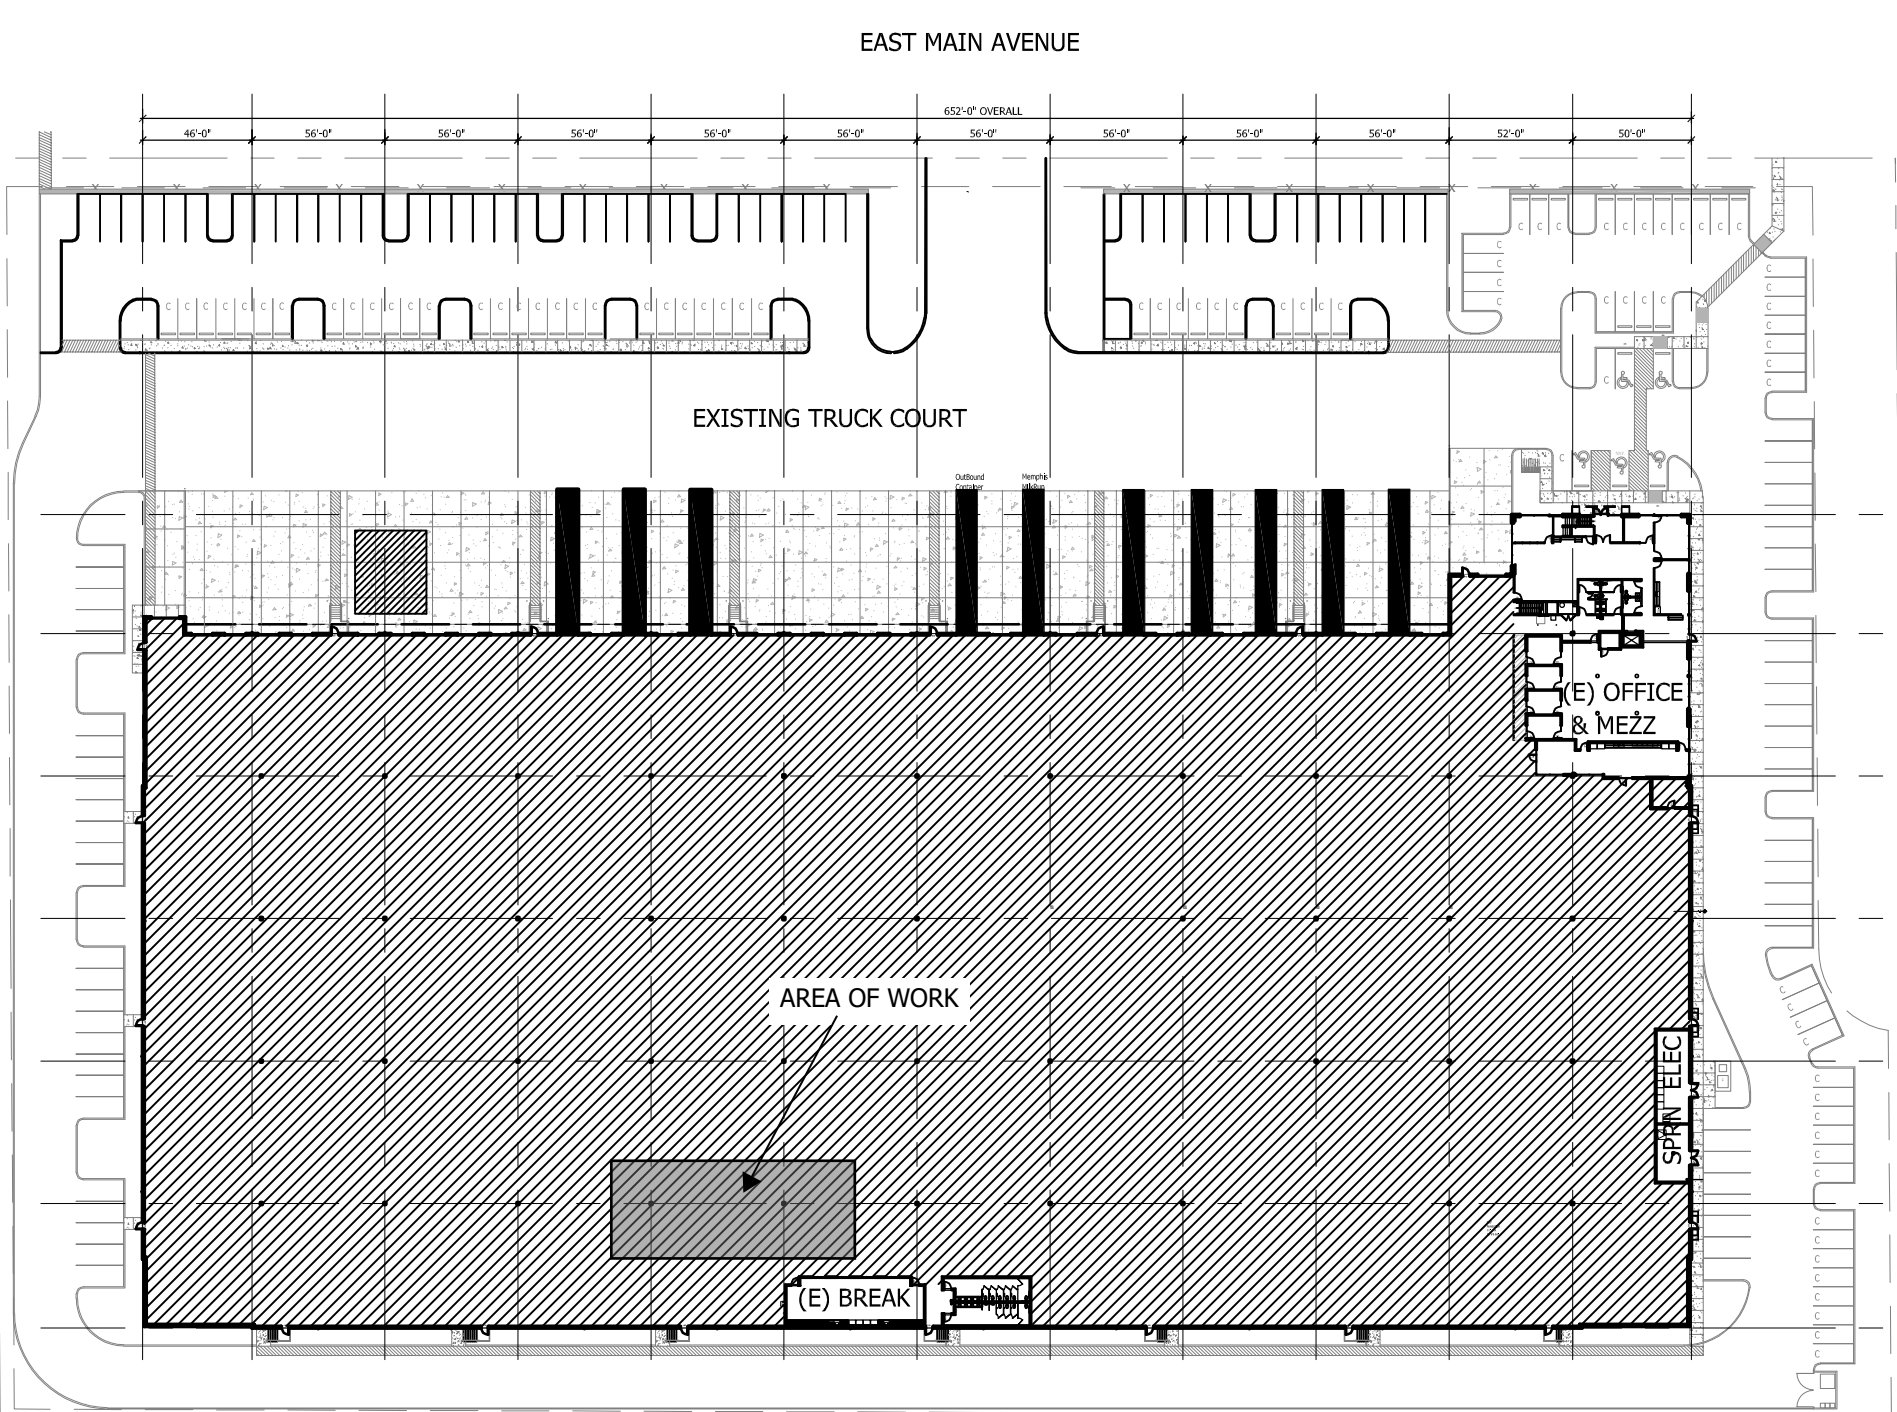 EAST MAIN AVENUE
652'-0" OVERALL
46'-0" 56'-0" 56'-0" 56'-0" 56'-0" 56'-0" 56'-0" 56'-0" 56'-0" 56'-0" 52'-0" 50'-0"
EXISTING TRUCK COURT
OutBound
Container
Memphis
MilkRun
(E) OFFICE
& MEZZ
AREA OF WORK
ELEC
SPRN
(E) BREAK